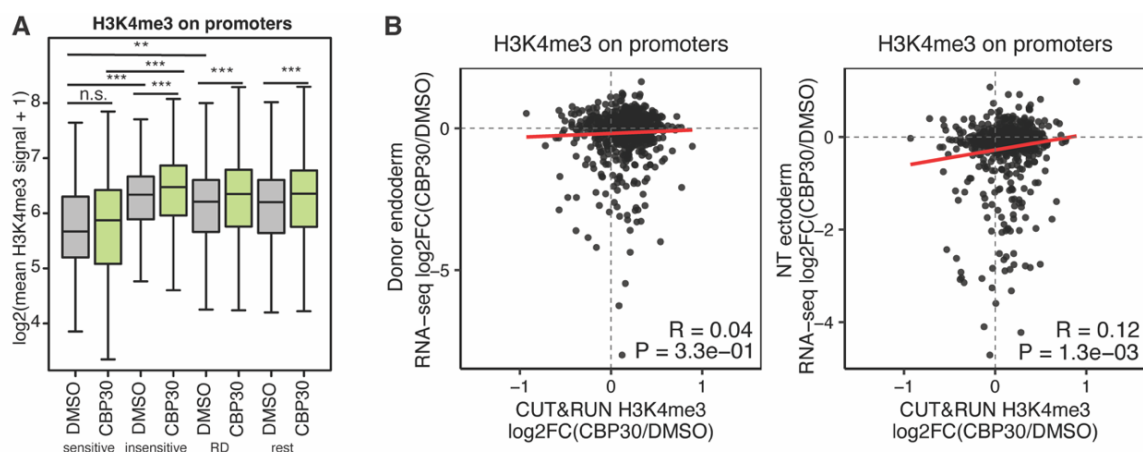 A
H3K4me3 on promoters
**
***
***
***
***
***
n.s.
log2(mean H3K4me3 signal + 1)
8
7
6
5
4
DMSO
CBP30
DMSO
CBP30
DMSO
CBP30
DMSO
CBP30
sensitive
insensitive
RD
rest
B
H3K4me3 on promoters
Donor endoderm
RNA-seq log2FC(CBP30/DMSO)
0
−5
R = 0.04
P = 3.3e−01
−1
0
1
CUT&RUN H3K4me3
log2FC(CBP30/DMSO)
H3K4me3 on promoters
NT ectoderm
RNA-seq log2FC(CBP30/DMSO)
0
−2
−4
R = 0.12
P = 1.3e−03
−1
0
1
CUT&RUN H3K4me3
log2FC(CBP30/DMSO)